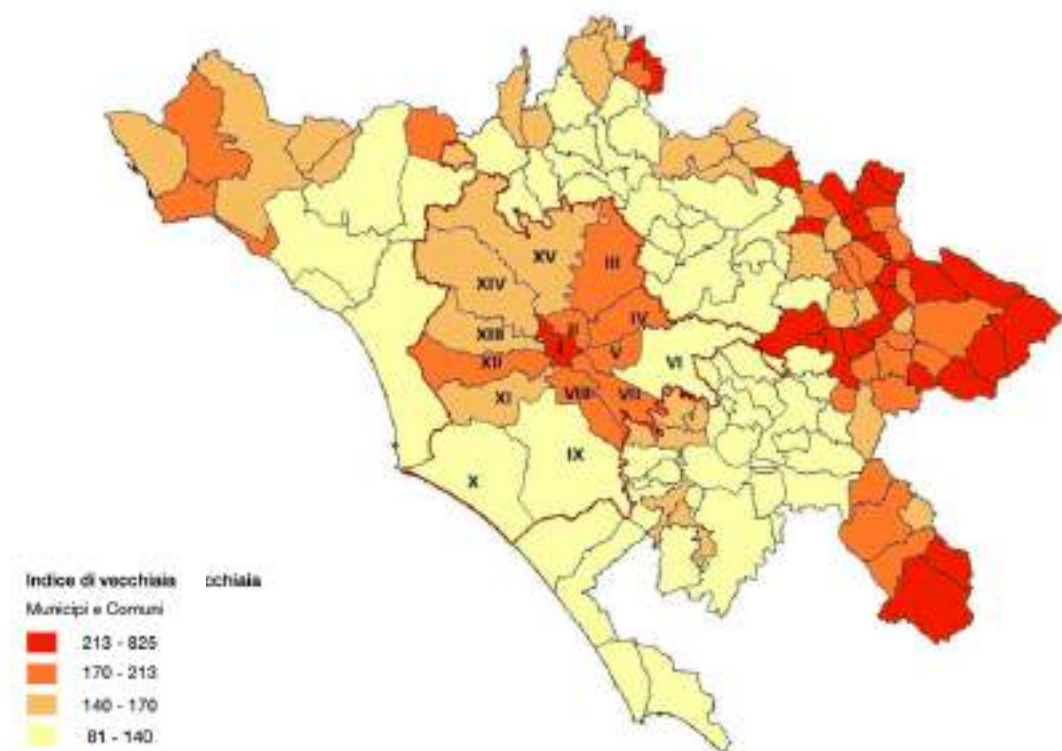 XV
III
XIV
IV
II
XIII
I
V
XII
VI
VIII
VII
XI
IX
X
Indice di vecchiaia cchiaia
Municipi e Comuni
213 - 825
170 - 213
140 - 170
81 - 140